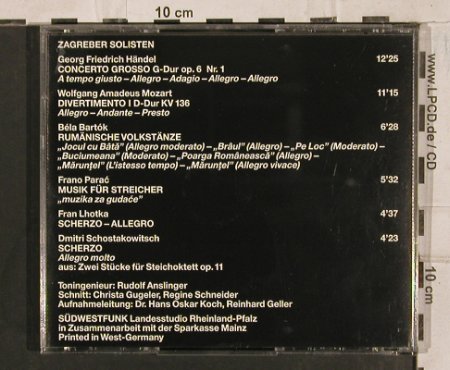 10 cm
ZAGREBER SOLISTEN
Georg Friedrich Händel 12'25
CONCERTO GROSSO G-Dur op. 6 Nr. 1
A tempo giusto – Allegro – Adagio – Allegro – Allegro
Wolfgang Amadeus Mozart 11'15
DIVERTIMENTO I D-Dur KV 136
Allegro – Andante – Presto
Béla Bartók 6'28
RUMÄNISCHE VOLKSTÄNZE
„Jocul cu Bâtă" (Allegro moderato) – „Brâul" (Allegro) – „Pe Loc" (Moderato) –
„Buciumeana" (Moderato) – „Poarga Românească" (Allegro) –
„Mărunţel" (L'istesso tempo) – „Mărunţel" (Allegro vivace)
Frano Parać 5'32
MUSIK FÜR STREICHER
„muzika za gudaće"
Fran Lhotka 4'37
SCHERZO – ALLEGRO
Dmitri Schostakowitsch 4'23
SCHERZO
Allegro molto
aus: Zwei Stücke für Steichoktett op. 11
Toningenieur: Rudolf Anslinger
Schnitt: Christa Gugeler, Regine Schneider
Aufnahmeleitung: Dr. Hans Oskar Koch, Reinhard Geller
SÜDWESTFUNK Landesstudio Rheinland-Pfalz
in Zusammenarbeit mit der Sparkasse Mainz
Printed in West-Germany
www.LPCD.de / CD
10 cm